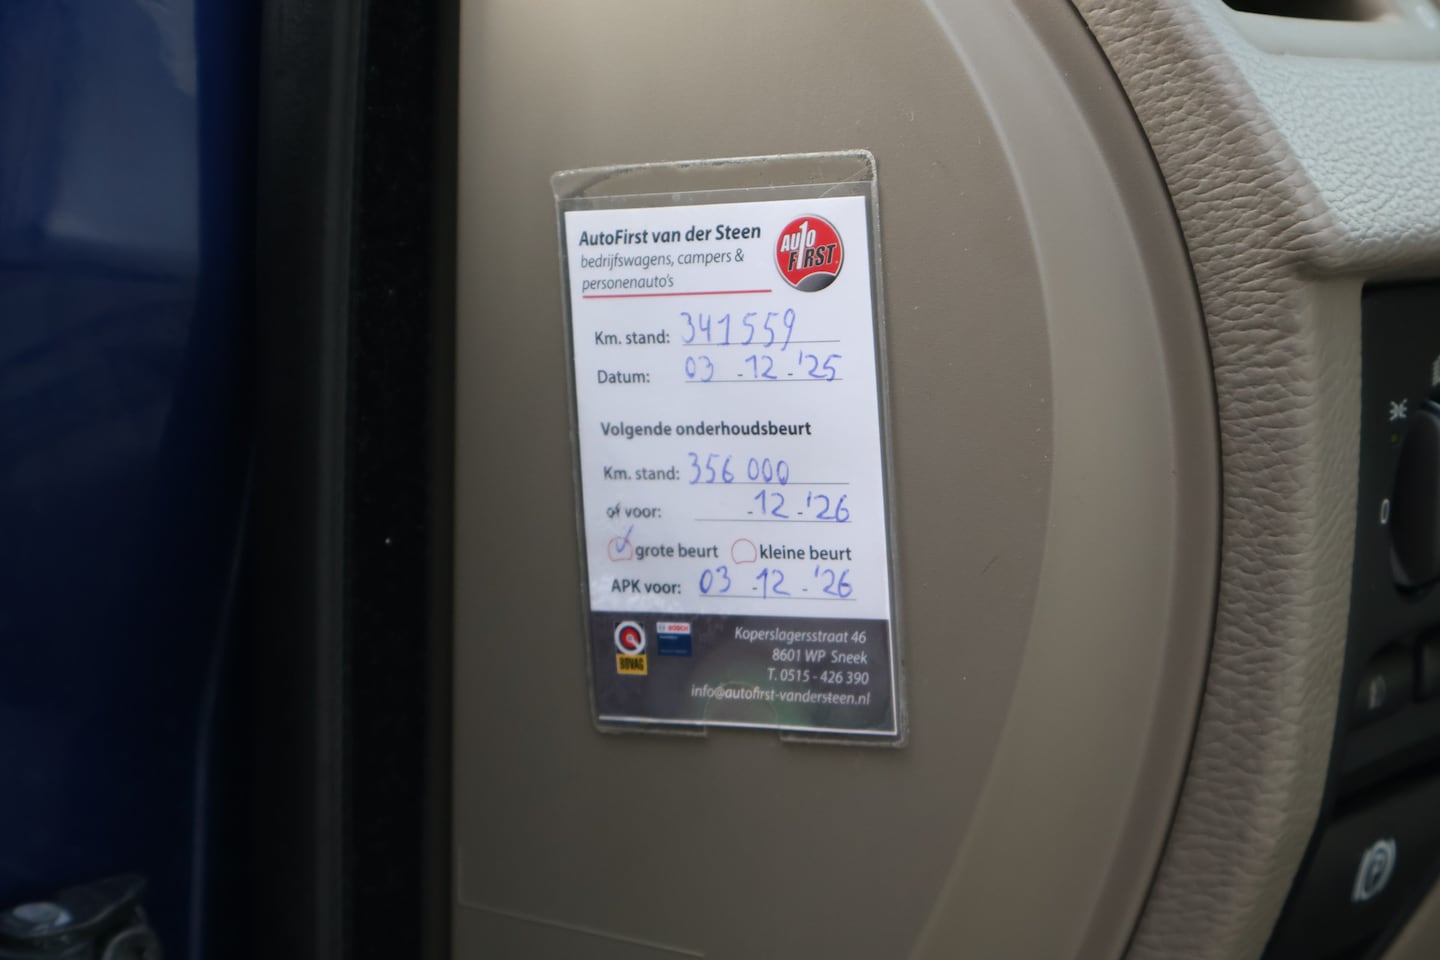 AutoFirst van der Steen
bedrijfswagens, campers &
personenauto's
AUTO
F1RST
Km. stand: 341559
Datum: 03 -12 -'25
Volgende onderhoudsbeurt
Km. stand: 356 000
of voor: -12 -'26
grote beurt kleine beurt
APK voor: 03 -12 -'26
BOVAG
BOSCH
Koperslagersstraat 46
8601 WP Sneek
T. 0515 - 426 390
info@autofirst-vandersteen.nl
0